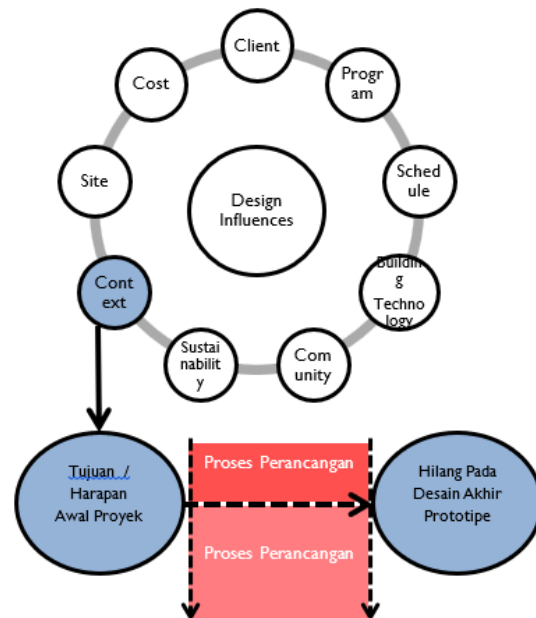 Client
Cost
Progr
am
Site
Sched
ule
Design
Influences
Cont
ext
Buildin
g
Techno
logy
Sustai
nabilit
y
Com
unity
Tujuan /
Harapan
Awal Proyek
Proses Perancangan
Hilang Pada
Desain Akhir
Prototipe
Proses Perancangan